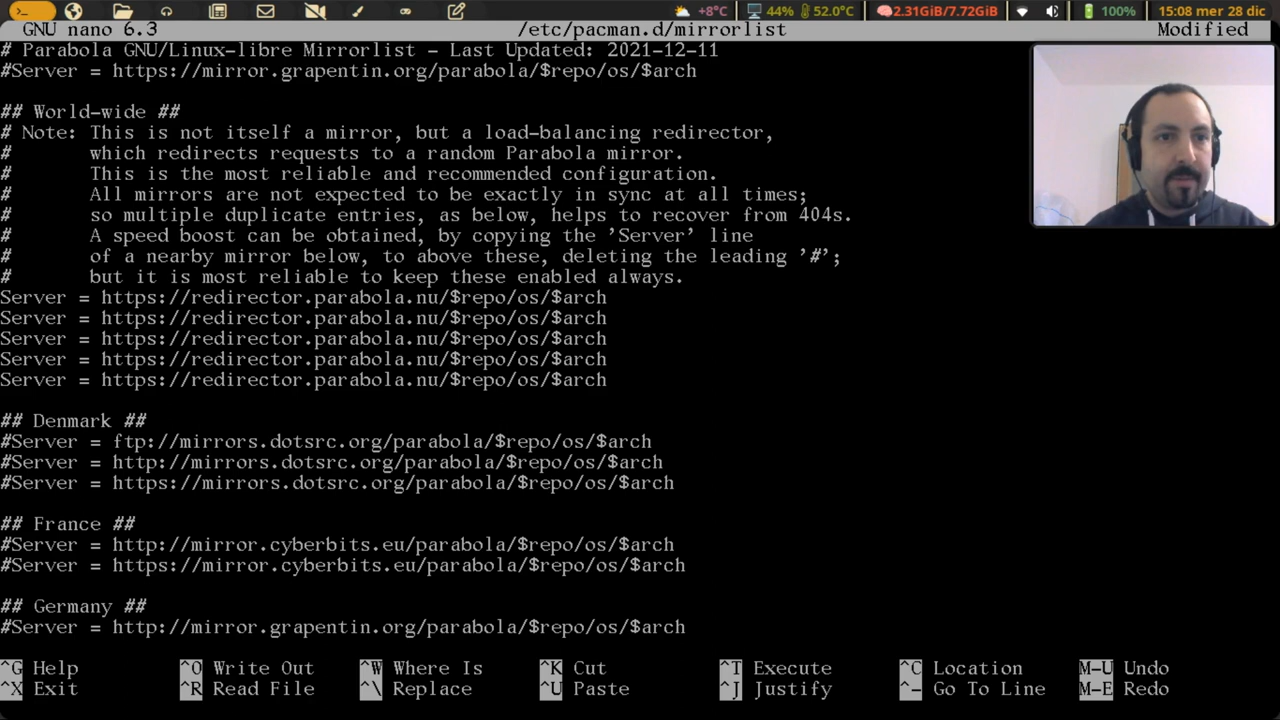 +8°C 44% 52.0°C 2.31GiB/7.72GiB 100% 15:08 mer 28 dic
GNU nano 6.3 /etc/pacman.d/mirrorlist Modified
# Parabola GNU/Linux-libre Mirrorlist - Last Updated: 2021-12-11
#Server = https://mirror.grapentin.org/parabola/$repo/os/$arch
## World-wide ##
# Note: This is not itself a mirror, but a load-balancing redirector,
# which redirects requests to a random Parabola mirror.
# This is the most reliable and recommended configuration.
# All mirrors are not expected to be exactly in sync at all times;
# so multiple duplicate entries, as below, helps to recover from 404s.
# A speed boost can be obtained, by copying the 'Server' line
# of a nearby mirror below, to above these, deleting the leading '#';
# but it is most reliable to keep these enabled always.
Server = https://redirector.parabola.nu/$repo/os/$arch
Server = https://redirector.parabola.nu/$repo/os/$arch
Server = https://redirector.parabola.nu/$repo/os/$arch
Server = https://redirector.parabola.nu/$repo/os/$arch
Server = https://redirector.parabola.nu/$repo/os/$arch
## Denmark ##
#Server = ftp://mirrors.dotsrc.org/parabola/$repo/os/$arch
#Server = http://mirrors.dotsrc.org/parabola/$repo/os/$arch
#Server = https://mirrors.dotsrc.org/parabola/$repo/os/$arch
## France ##
#Server = http://mirror.cyberbits.eu/parabola/$repo/os/$arch
#Server = https://mirror.cyberbits.eu/parabola/$repo/os/$arch
## Germany ##
#Server = http://mirror.grapentin.org/parabola/$repo/os/$arch
^G Help ^O Write Out ^W Where Is ^K Cut ^T Execute ^C Location M-U Undo
^X Exit ^R Read File ^\ Replace ^U Paste ^J Justify ^- Go To Line M-E Redo